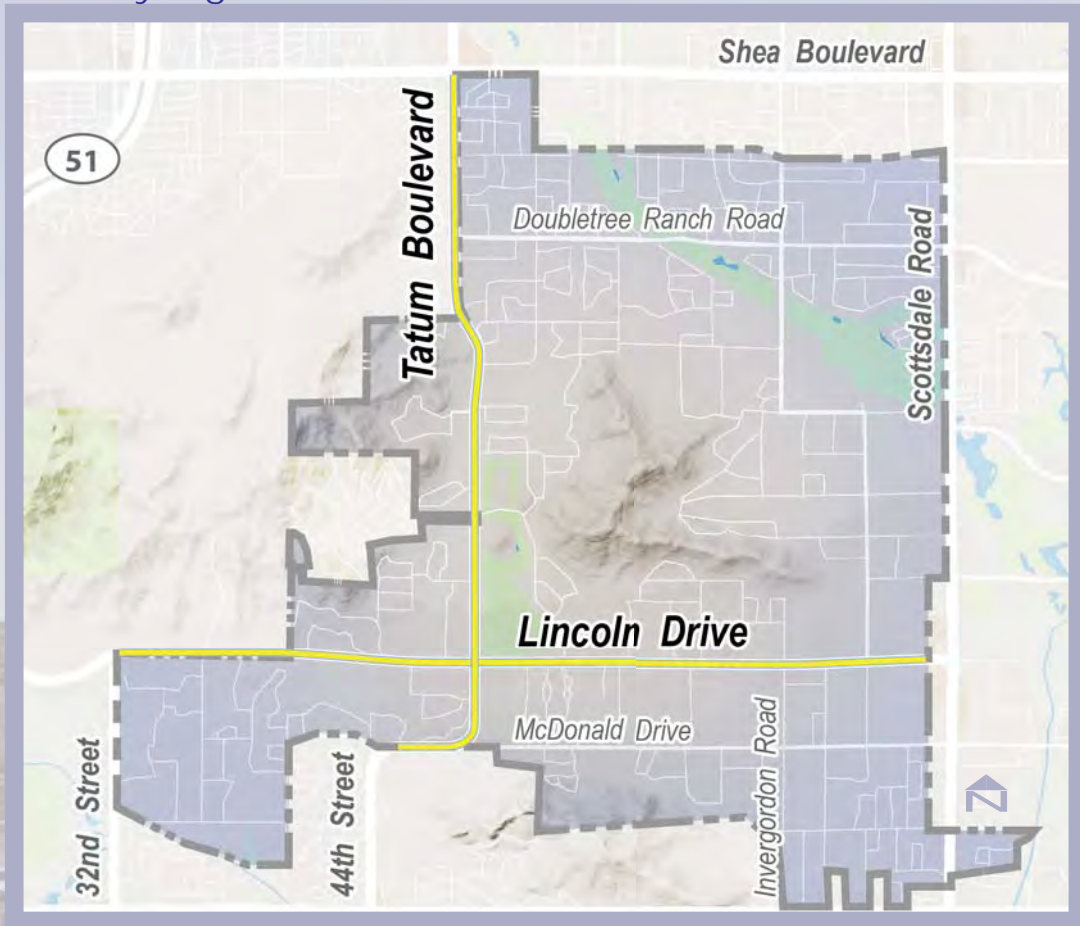 Shea Boulevard
51
Tatum Boulevard
Doubletree Ranch Road
Scottsdale Road
Lincoln Drive
McDonald Drive
Invergordon Road
32nd Street
44th Street
N